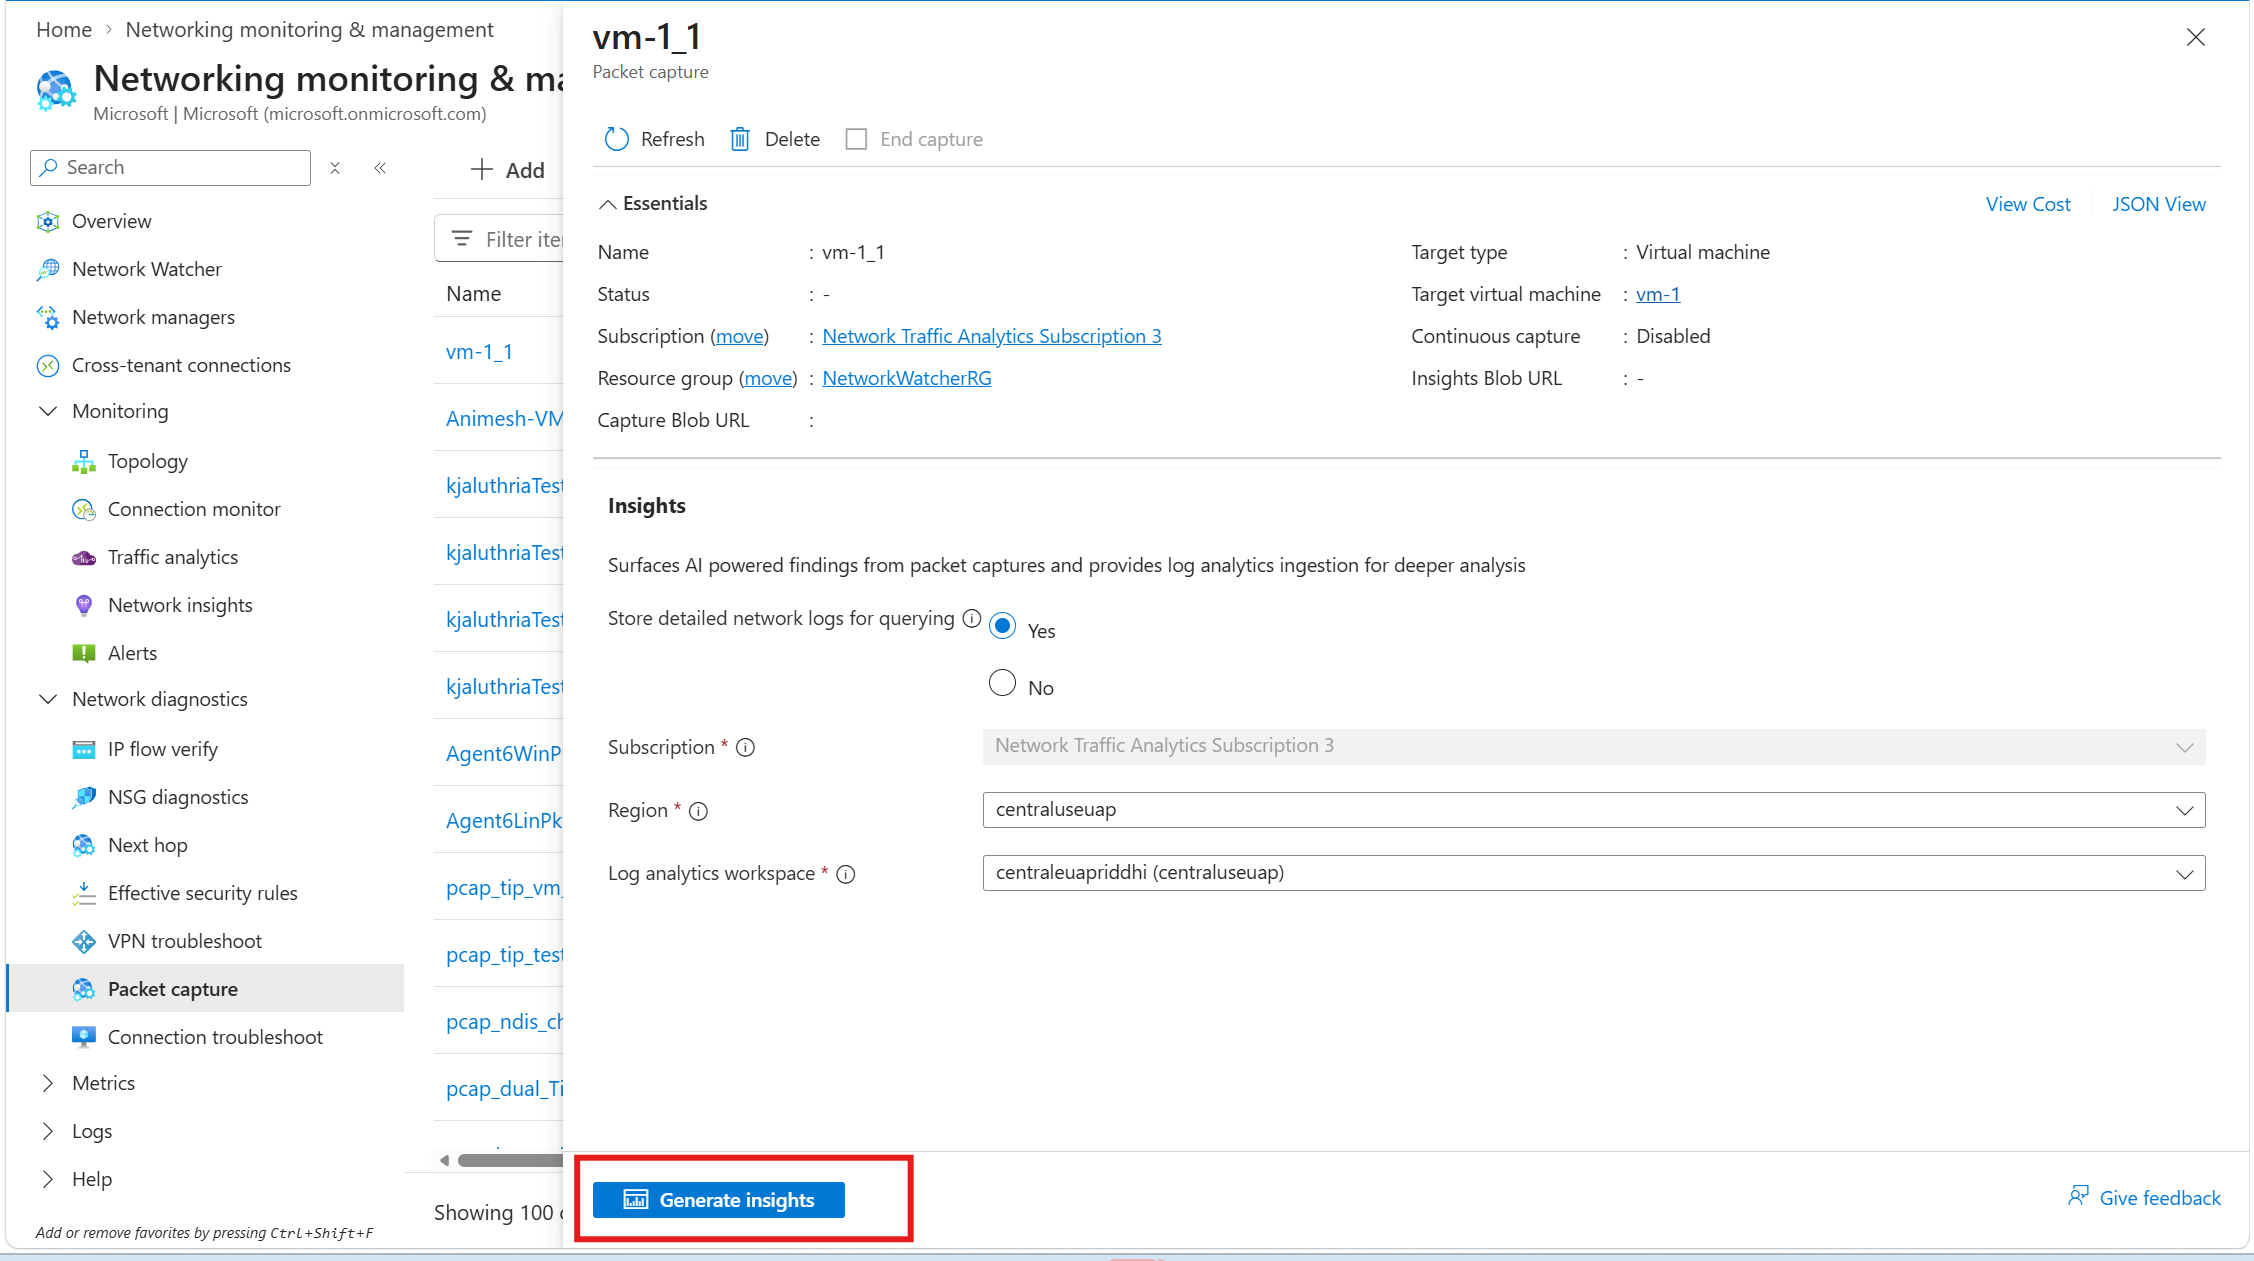 Home > Networking monitoring & management
Networking monitoring & ma
Microsoft | Microsoft (microsoft.onmicrosoft.com)
Search
Overview
Network Watcher
Network managers
Cross-tenant connections
Monitoring
Topology
Connection monitor
Traffic analytics
Network insights
Alerts
Network diagnostics
IP flow verify
NSG diagnostics
Next hop
Effective security rules
VPN troubleshoot
Packet capture
Connection troubleshoot
Metrics
Logs
Help
Add or remove favorites by pressing Ctrl+Shift+F
Add
Filter ite
Name
vm-1_1
Animesh-VM
kjaluthriaTest
kjaluthriaTest
kjaluthriaTest
kjaluthriaTest
Agent6WinP
Agent6LinPk
pcap_tip_vm_
pcap_tip_test
pcap_ndis_ch
pcap_dual_Ti
Showing 100
vm-1_1
Packet capture
Refresh Delete End capture
Essentials
View Cost JSON View
Name : vm-1_1
Status : -
Subscription (move) : Network Traffic Analytics Subscription 3
Resource group (move) : NetworkWatcherRG
Capture Blob URL :
Target type : Virtual machine
Target virtual machine : vm-1
Continuous capture : Disabled
Insights Blob URL : -
Insights
Surfaces AI powered findings from packet captures and provides log analytics ingestion for deeper analysis
Store detailed network logs for querying
Yes
No
Subscription * Network Traffic Analytics Subscription 3
Region * centraluseuap
Log analytics workspace * centraleuapriddhi (centraluseuap)
Generate insights
Give feedback